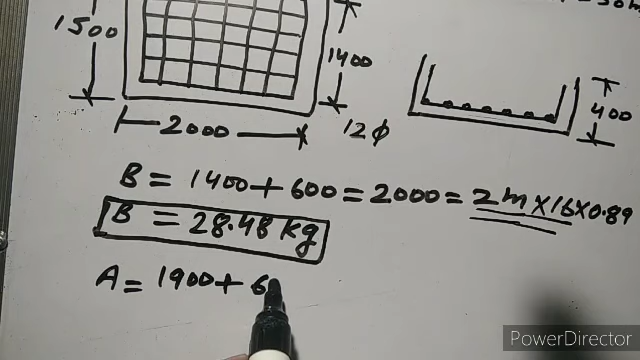 1500
1400
400
2000
12φ
B = 1400 + 600 = 2000 = 2m × 16 × 0.89
B = 28.48 kg
A = 1900 + 6
PowerDirector